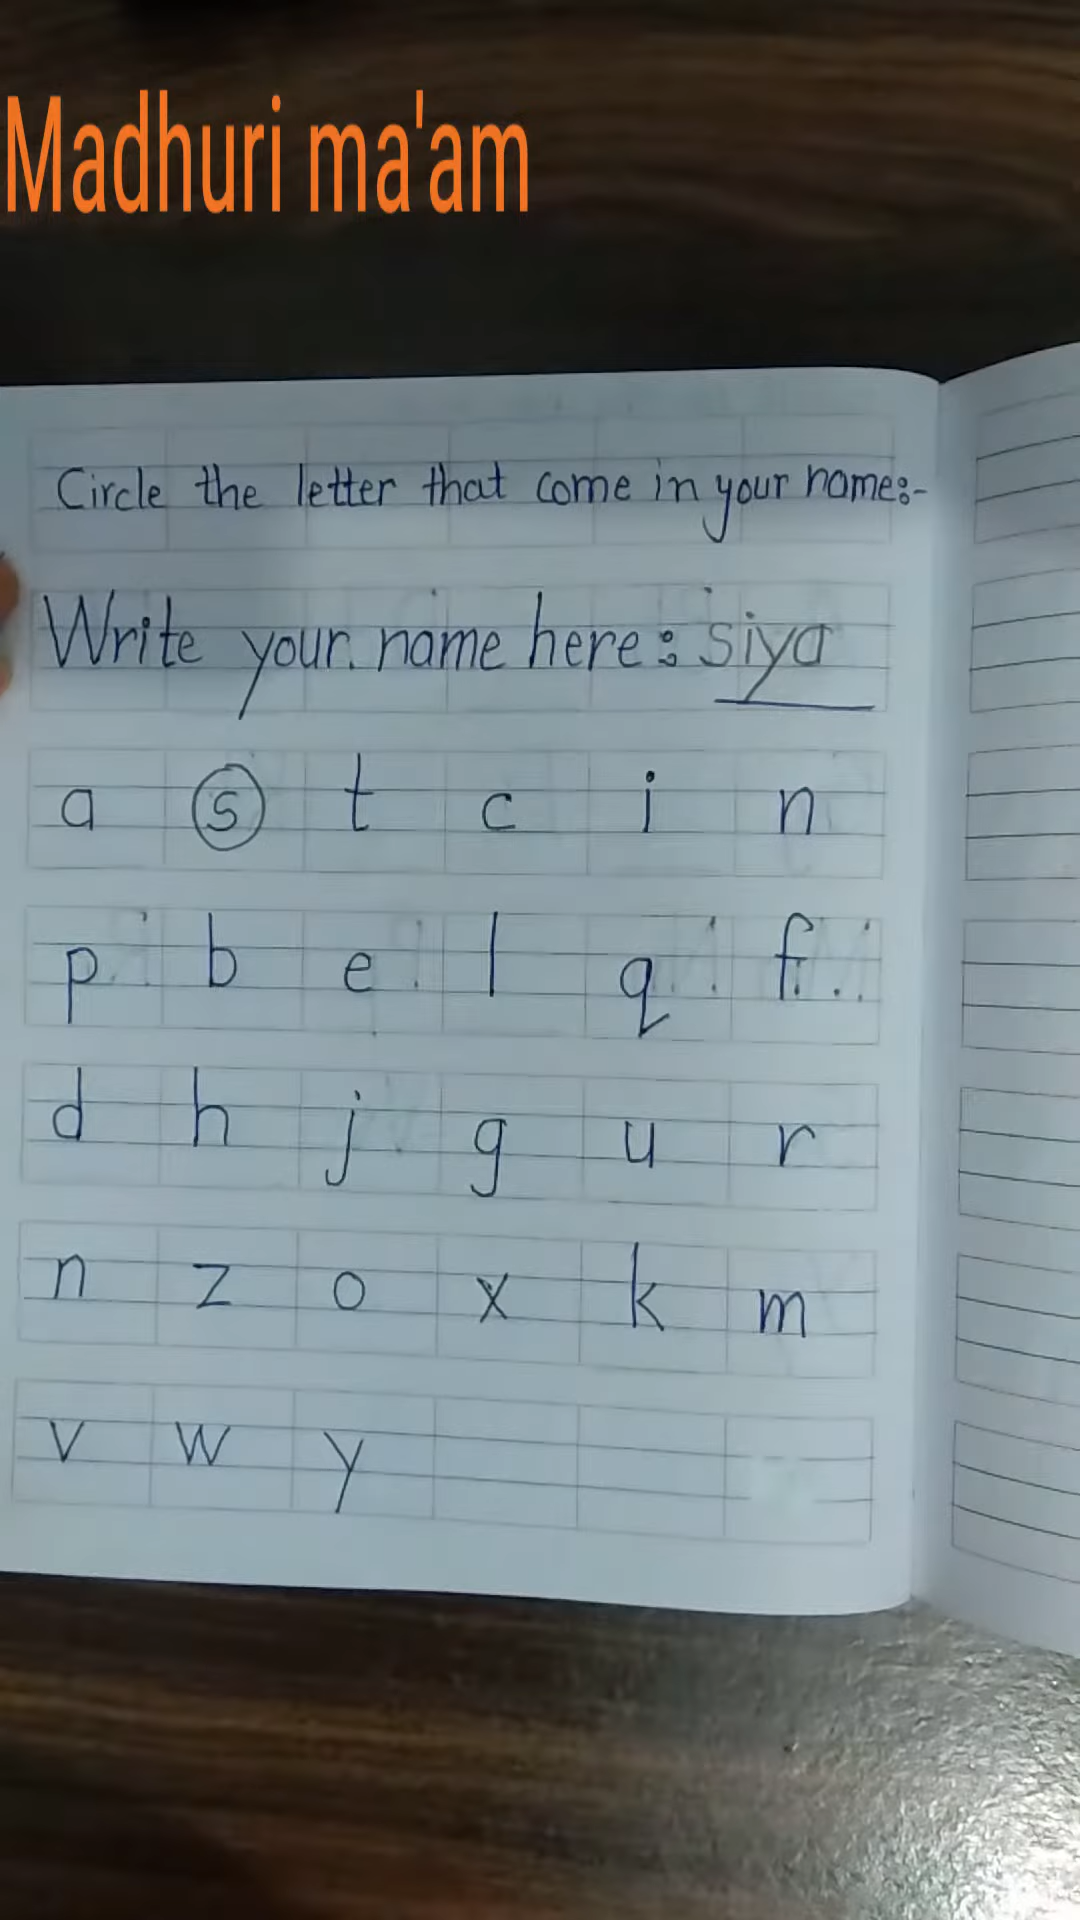 Madhuri ma'am
Circle the letter that come in your name:-
Write your name here: siya
a s t c i n
p b e l q f
d h j g u r
n z o x k m
v w y